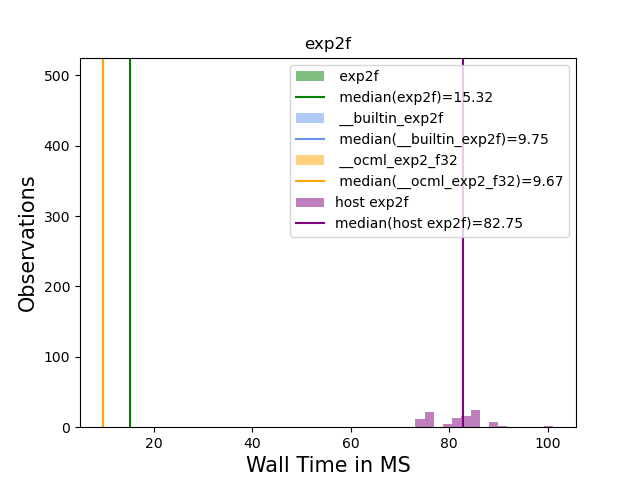 exp2f
500
400
300
200
100
0
Observations
exp2f
median(exp2f)=15.32
__builtin_exp2f
median(__builtin_exp2f)=9.75
__ocml_exp2_f32
median(__ocml_exp2_f32)=9.67
host exp2f
median(host exp2f)=82.75
20 40 60 80 100
Wall Time in MS